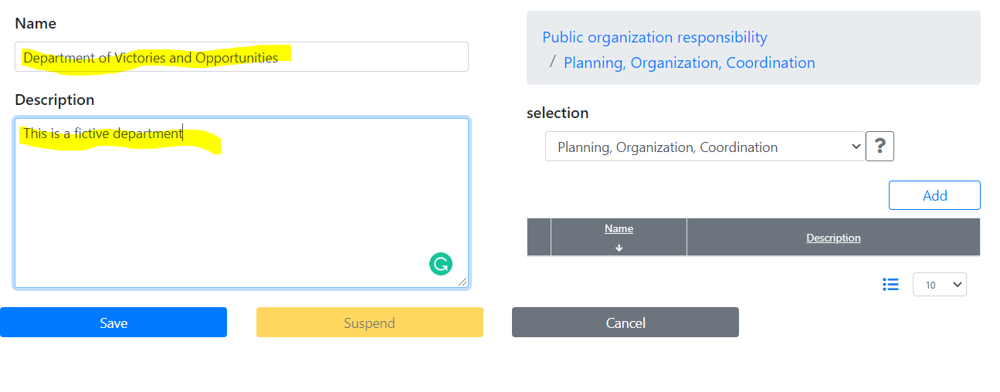 Name
Department of Victories and Opportunities
Description
This is a fictive department
Public organization responsibility
/ Planning, Organization, Coordination
selection
Planning, Organization, Coordination
?
Add
Name
Description
10
Save
Suspend
Cancel